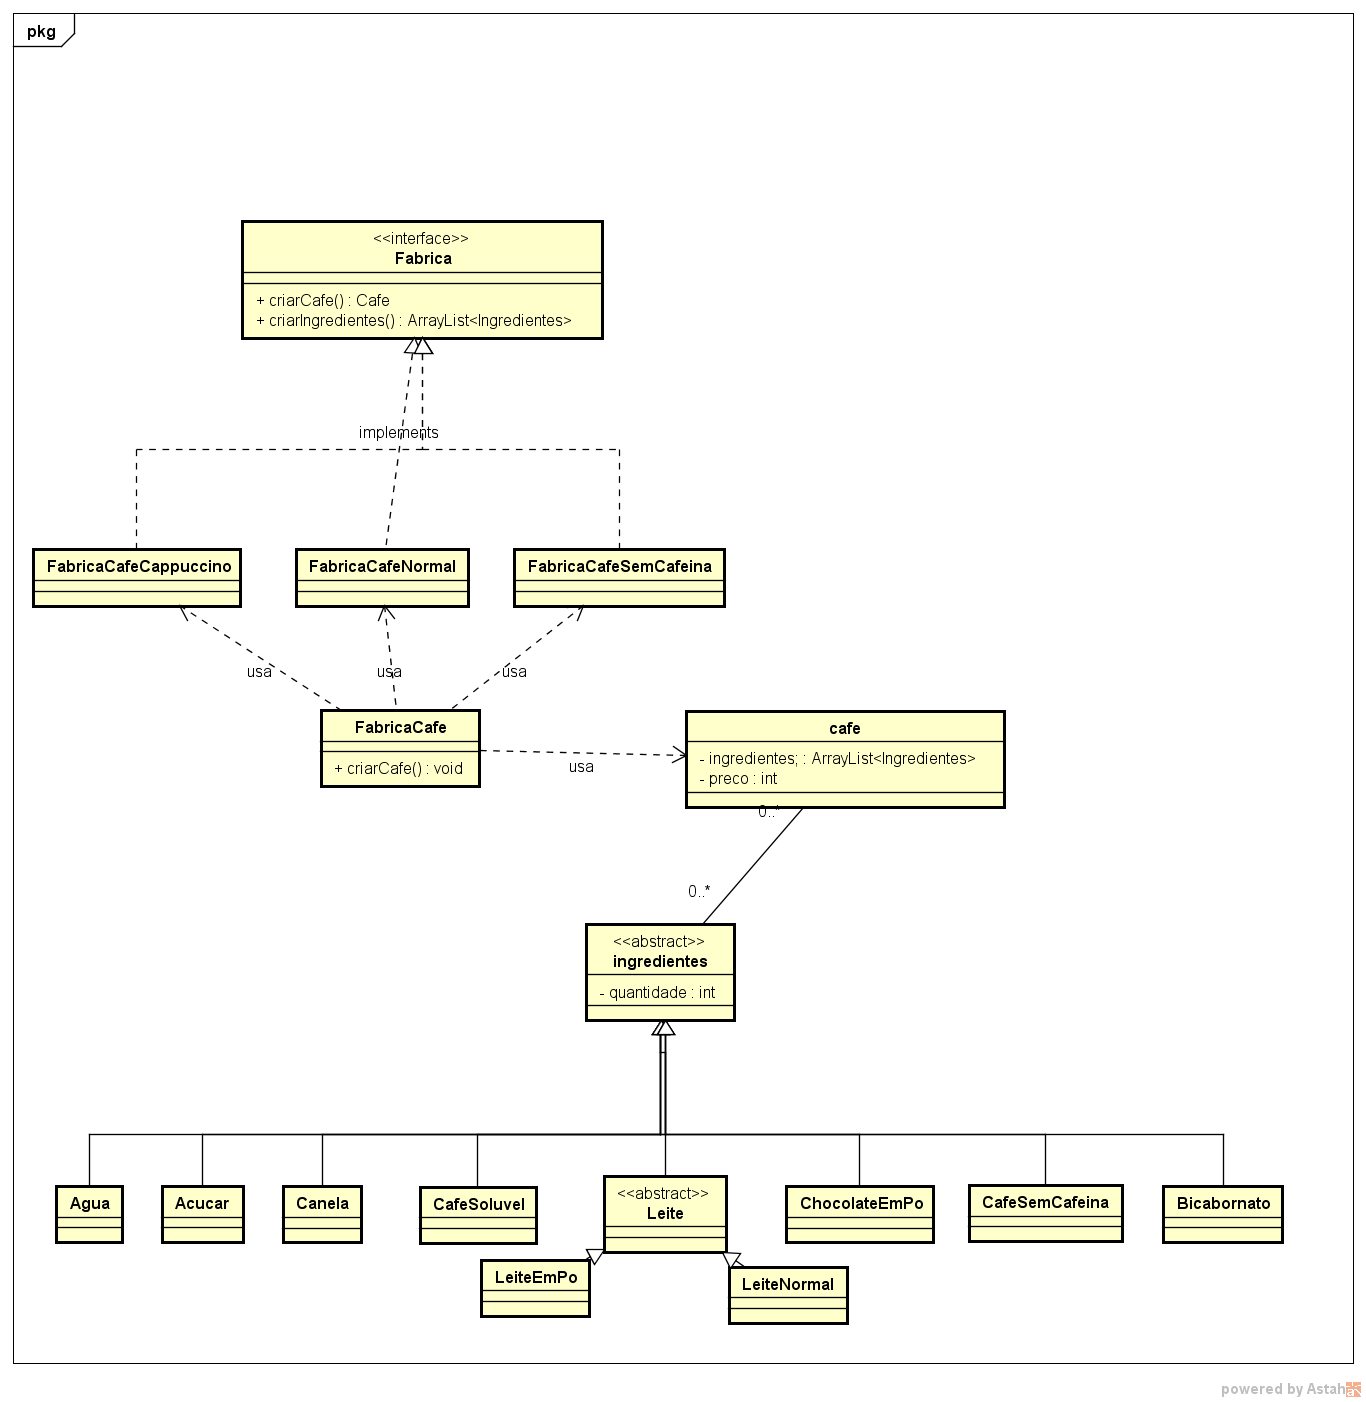 pkg
<<interface>>
Fabrica
+ criarCafe() : Cafe
+ criarIngredientes() : ArrayList<Ingredientes>
implements
FabricaCafeCappuccino
FabricaCafeNormal
FabricaCafeSemCafeina
usa
usa
usa
FabricaCafe
+ criarCafe() : void
usa
cafe
- ingredientes; : ArrayList<Ingredientes>
- preco : int
0..*
0..*
<<abstract>>
ingredientes
- quantidade : int
Agua
Acucar
Canela
CafeSoluvel
<<abstract>>
Leite
ChocolateEmPo
CafeSemCafeina
Bicabornato
LeiteEmPo
LeiteNormal
powered by Astah